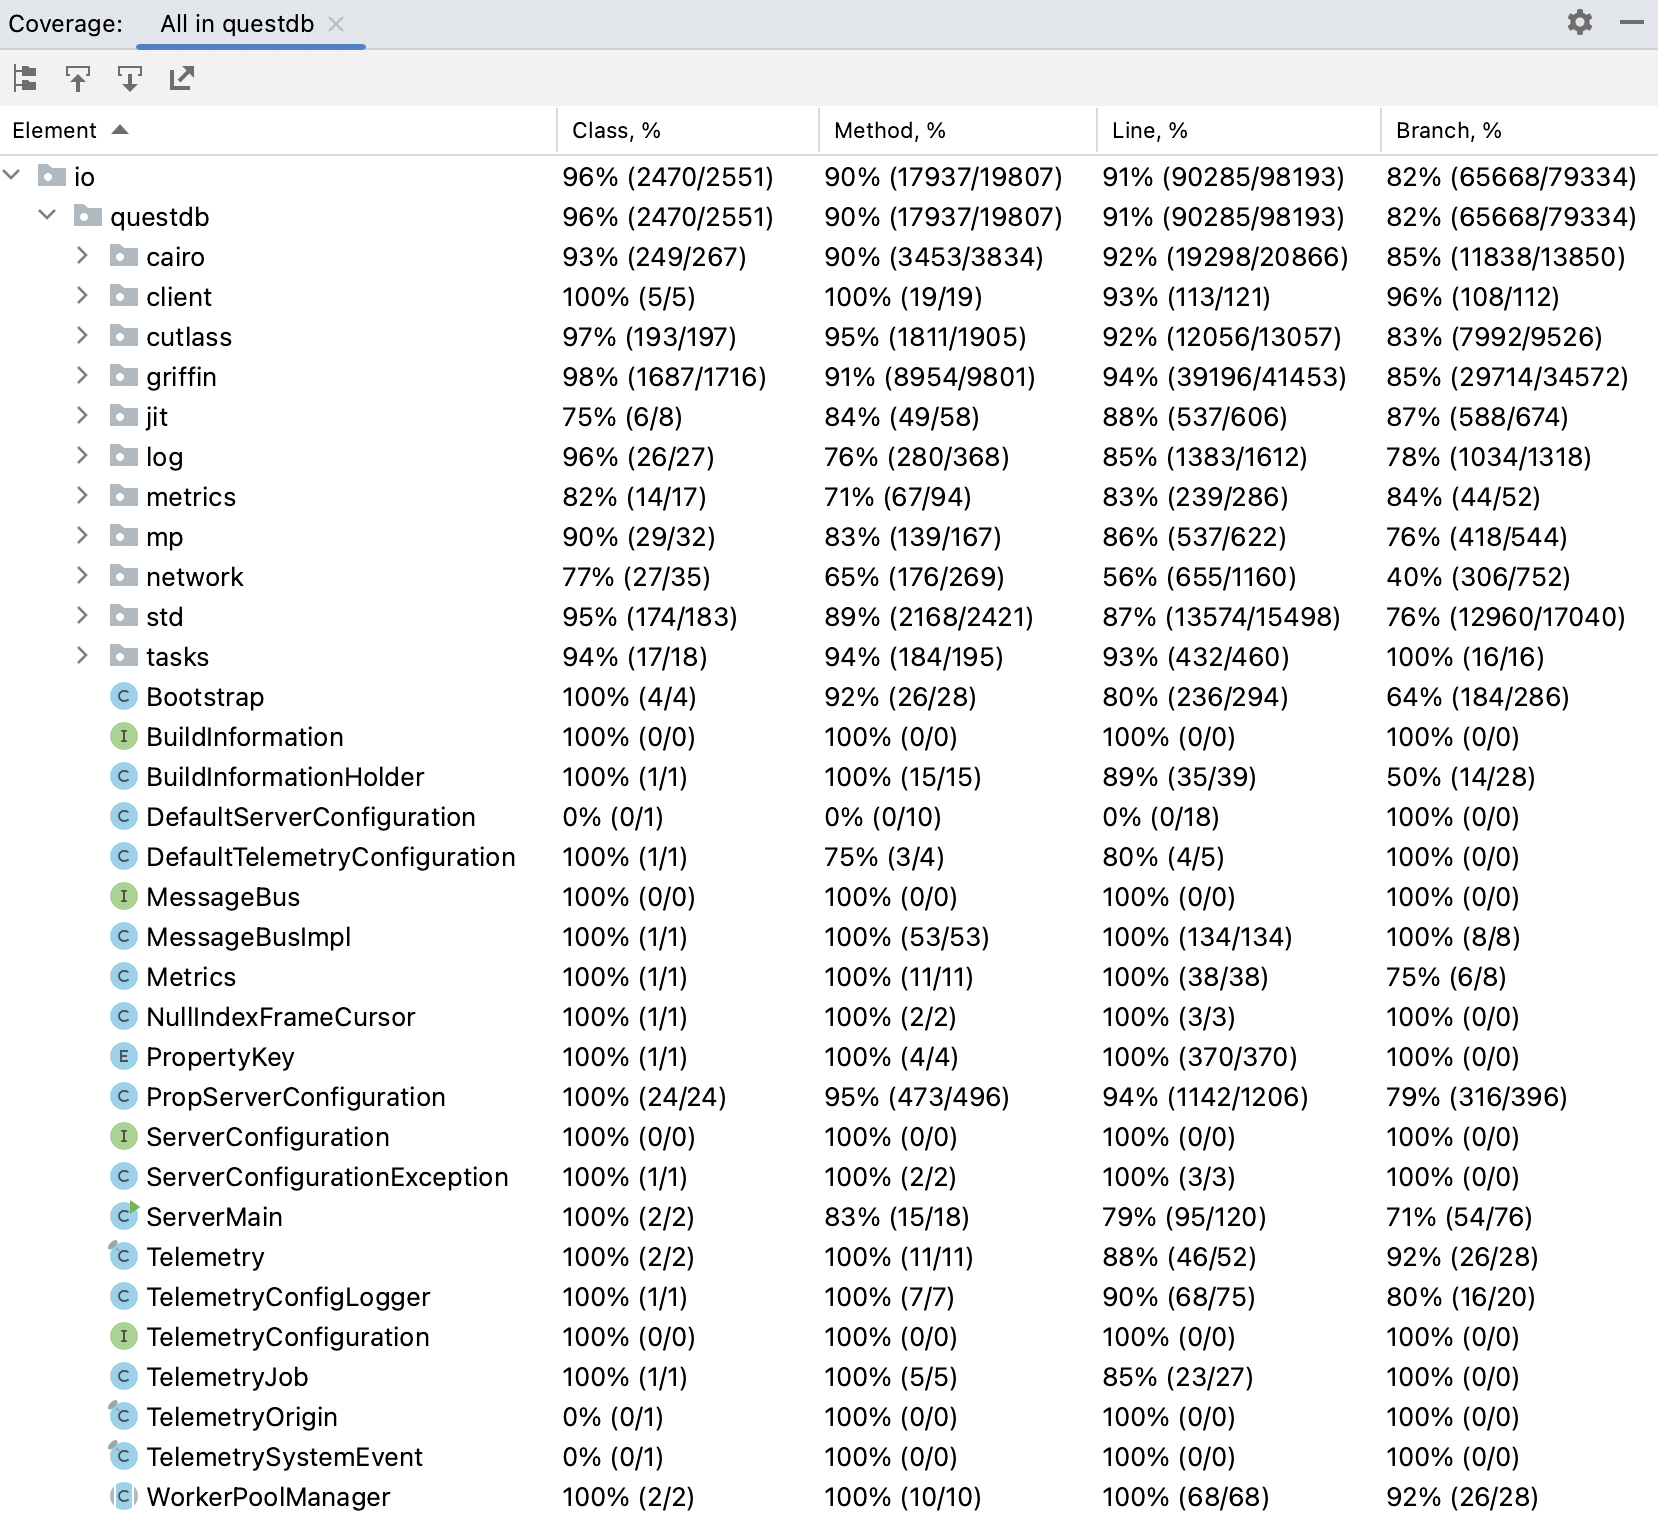 Coverage: All in questdb
Element Class, % Method, % Line, % Branch, %
io 96% (2470/2551) 90% (17937/19807) 91% (90285/98193) 82% (65668/79334)
questdb 96% (2470/2551) 90% (17937/19807) 91% (90285/98193) 82% (65668/79334)
cairo 93% (249/267) 90% (3453/3834) 92% (19298/20866) 85% (11838/13850)
client 100% (5/5) 100% (19/19) 93% (113/121) 96% (108/112)
cutlass 97% (193/197) 95% (1811/1905) 92% (12056/13057) 83% (7992/9526)
griffin 98% (1687/1716) 91% (8954/9801) 94% (39196/41453) 85% (29714/34572)
jit 75% (6/8) 84% (49/58) 88% (537/606) 87% (588/674)
log 96% (26/27) 76% (280/368) 85% (1383/1612) 78% (1034/1318)
metrics 82% (14/17) 71% (67/94) 83% (239/286) 84% (44/52)
mp 90% (29/32) 83% (139/167) 86% (537/622) 76% (418/544)
network 77% (27/35) 65% (176/269) 56% (655/1160) 40% (306/752)
std 95% (174/183) 89% (2168/2421) 87% (13574/15498) 76% (12960/17040)
tasks 94% (17/18) 94% (184/195) 93% (432/460) 100% (16/16)
C Bootstrap 100% (4/4) 92% (26/28) 80% (236/294) 64% (184/286)
I BuildInformation 100% (0/0) 100% (0/0) 100% (0/0) 100% (0/0)
C BuildInformationHolder 100% (1/1) 100% (15/15) 89% (35/39) 50% (14/28)
C DefaultServerConfiguration 0% (0/1) 0% (0/10) 0% (0/18) 100% (0/0)
C DefaultTelemetryConfiguration 100% (1/1) 75% (3/4) 80% (4/5) 100% (0/0)
I MessageBus 100% (0/0) 100% (0/0) 100% (0/0) 100% (0/0)
C MessageBusImpl 100% (1/1) 100% (53/53) 100% (134/134) 100% (8/8)
C Metrics 100% (1/1) 100% (11/11) 100% (38/38) 75% (6/8)
C NullIndexFrameCursor 100% (1/1) 100% (2/2) 100% (3/3) 100% (0/0)
E PropertyKey 100% (1/1) 100% (4/4) 100% (370/370) 100% (0/0)
C PropServerConfiguration 100% (24/24) 95% (473/496) 94% (1142/1206) 79% (316/396)
I ServerConfiguration 100% (0/0) 100% (0/0) 100% (0/0) 100% (0/0)
C ServerConfigurationException 100% (1/1) 100% (2/2) 100% (3/3) 100% (0/0)
C ServerMain 100% (2/2) 83% (15/18) 79% (95/120) 71% (54/76)
C Telemetry 100% (2/2) 100% (11/11) 88% (46/52) 92% (26/28)
C TelemetryConfigLogger 100% (1/1) 100% (7/7) 90% (68/75) 80% (16/20)
I TelemetryConfiguration 100% (0/0) 100% (0/0) 100% (0/0) 100% (0/0)
C TelemetryJob 100% (1/1) 100% (5/5) 85% (23/27) 100% (0/0)
C TelemetryOrigin 0% (0/1) 100% (0/0) 100% (0/0) 100% (0/0)
C TelemetrySystemEvent 0% (0/1) 100% (0/0) 100% (0/0) 100% (0/0)
C WorkerPoolManager 100% (2/2) 100% (10/10) 100% (68/68) 92% (26/28)